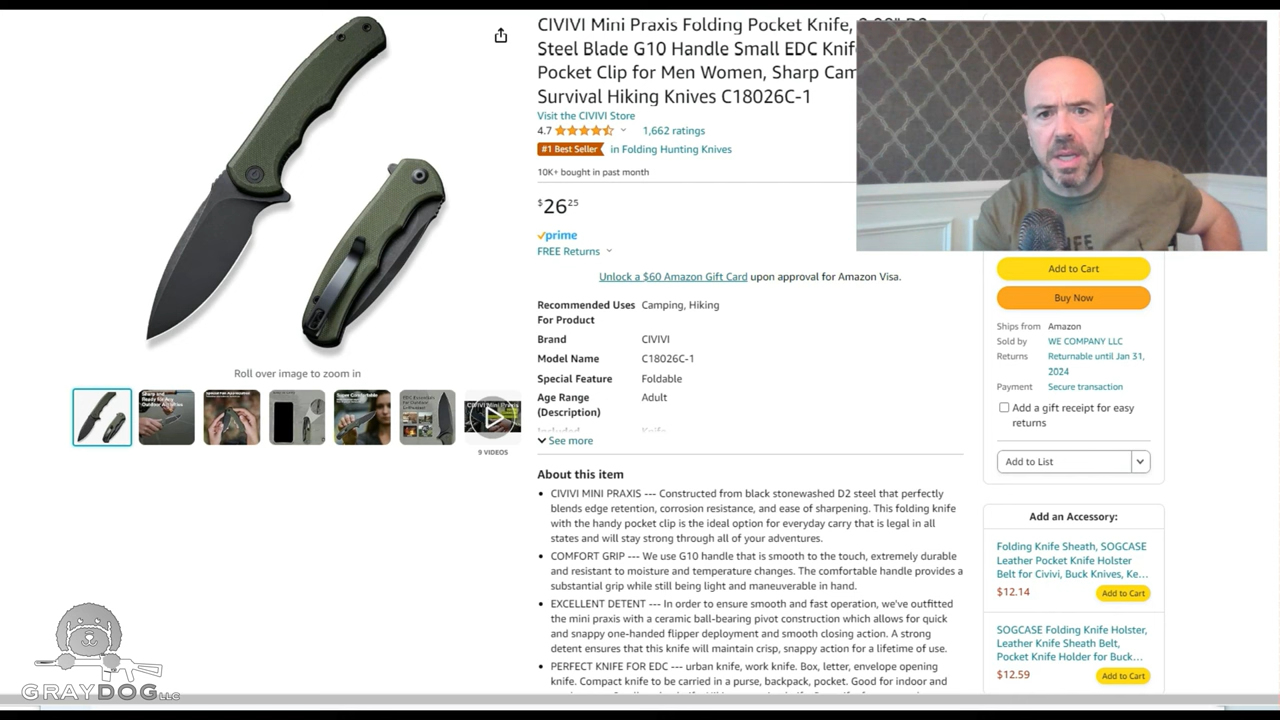 CIVIVI Mini Praxis Folding Pocket Knife,
Steel Blade G10 Handle Small EDC
Pocket Clip for Men Women, Sharp
Survival Hiking Knives C18026C-1
Visit the CIVIVI Store
4.7 1,662 ratings
#1 Best Seller in Folding Hunting Knives
10K+ bought in past month
$26.25
prime
FREE Returns
Unlock a $60 Amazon Gift Card upon approval for Amazon Visa.
Recommended Uses For Product Camping, Hiking
Brand CIVIVI
Model Name C18026C-1
Special Feature Foldable
Age Range (Description) Adult
See more
Roll over image to zoom in
9 VIDEOS
About this item
• CIVIVI MINI PRAXIS --- Constructed from black stonewashed D2 steel that perfectly
blends edge retention, corrosion resistance, and ease of sharpening. This folding knife
with the handy pocket clip is the ideal option for everyday carry that is legal in all
states and will stay strong through all of your adventures.
• COMFORT GRIP --- We use G10 handle that is smooth to the touch, extremely durable
and resistant to moisture and temperature changes. The comfortable handle provides a
substantial grip while still being light and maneuverable in hand.
• EXCELLENT DETENT --- In order to ensure smooth and fast operation, we've outfitted
the mini praxis with a ceramic ball-bearing pivot construction which allows for quick
and snappy one-handed flipper deployment and smooth closing action. A strong
detent ensures that this knife will maintain crisp, snappy action for a lifetime of use.
• PERFECT KNIFE FOR EDC --- urban knife, work knife. Box, letter, envelope opening
knife. Compact knife to be carried in a purse, backpack, pocket. Good for indoor and
Add to Cart
Buy Now
Ships from Amazon
Sold by WE COMPANY LLC
Returns Returnable until Jan 31,
2024
Payment Secure transaction
Add a gift receipt for easy
returns
Add to List
Add an Accessory:
Folding Knife Sheath, SOGCASE
Leather Pocket Knife Holster
Belt for Civivi, Buck Knives, Ke...
$12.14 Add to Cart
SOGCASE Folding Knife Holster,
Leather Knife Sheath Belt,
Pocket Knife Holder for Buck...
$12.59 Add to Cart
GRAYDOG LLC